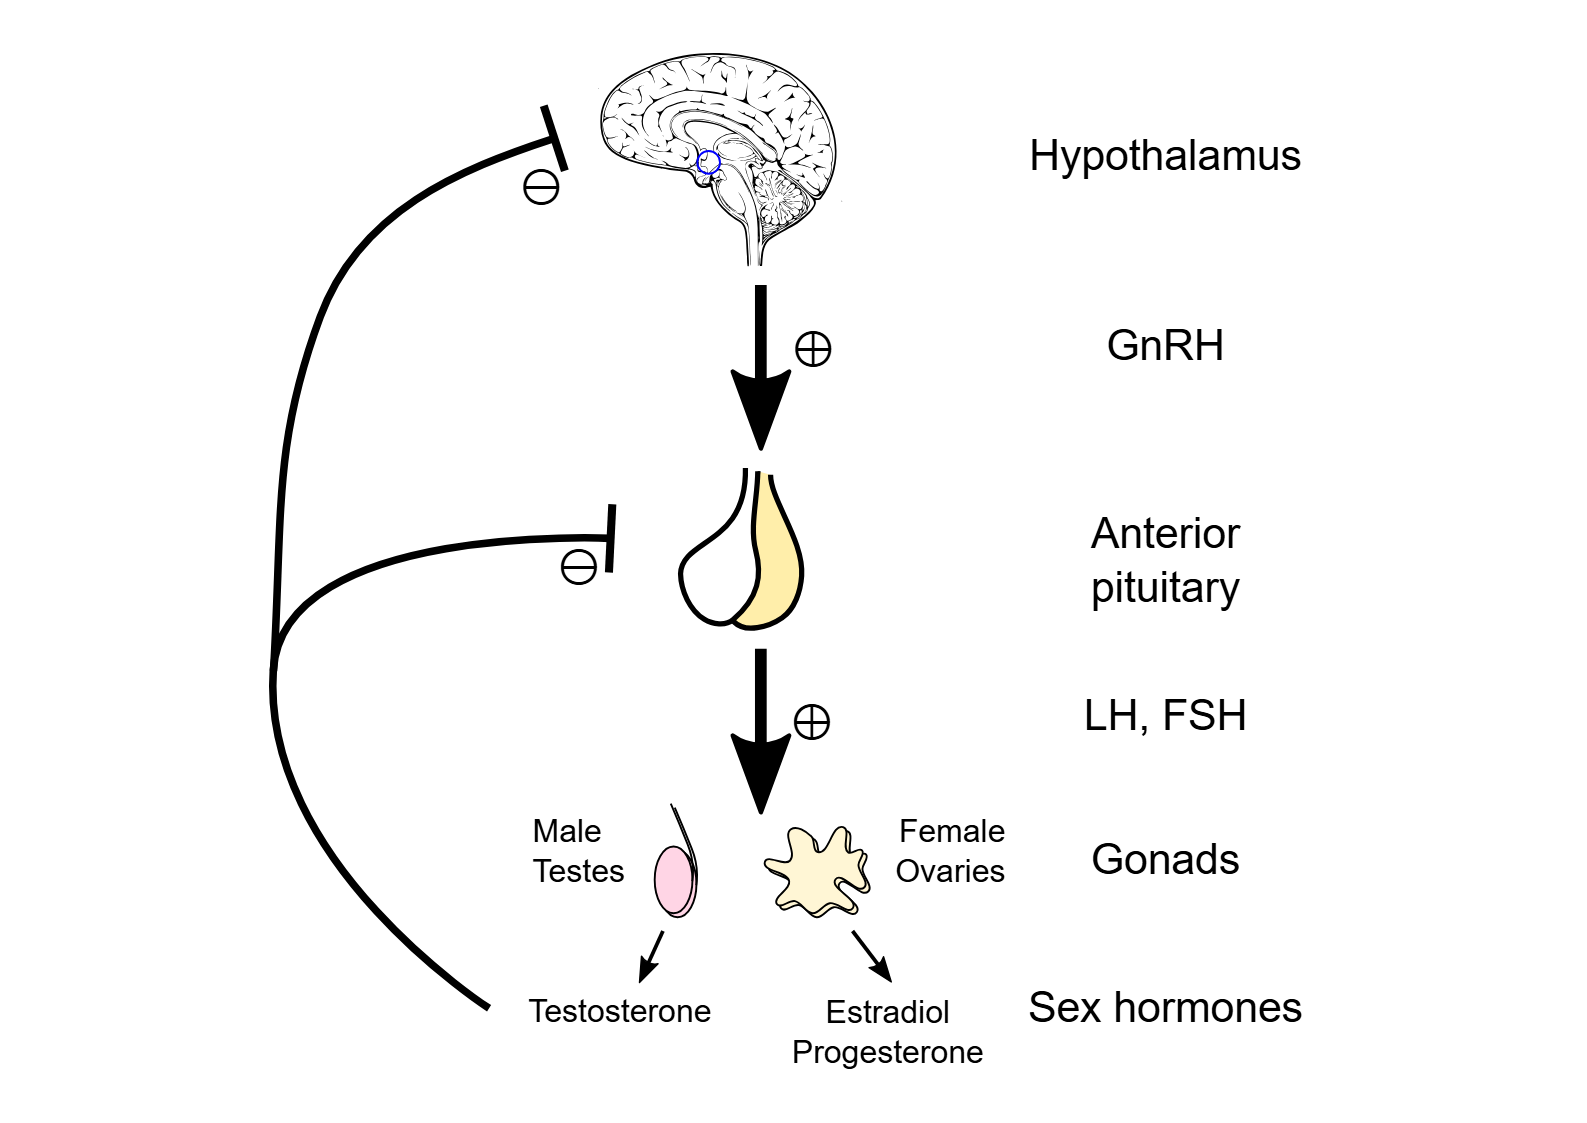 Hypothalamus
GnRH
Anterior
pituitary
LH, FSH
Male
Testes
Female
Ovaries
Gonads
Testosterone
Estradiol
Progesterone
Sex hormones